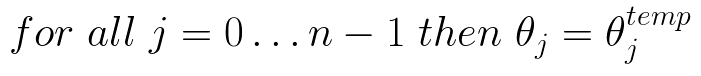 for all j = 0 … n − 1 then θ_j = θ_j^{temp}